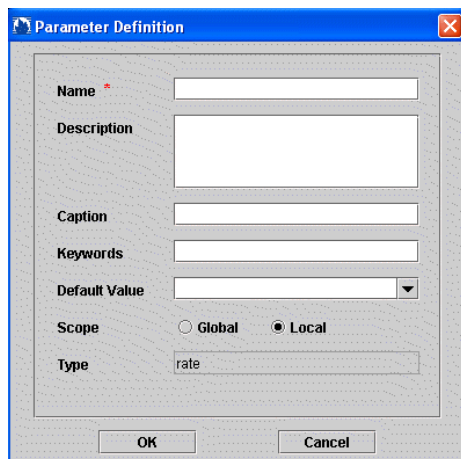 Parameter Definition
Name *
Description
Caption
Keywords
Default Value
Scope Global Local
Type rate
OK Cancel